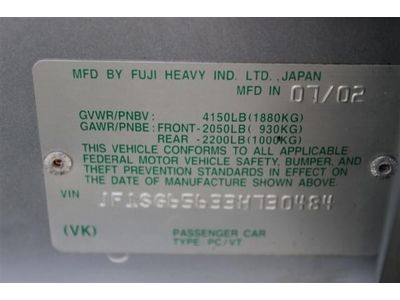 MFD BY FUJI HEAVY IND. LTD., JAPAN
MFD IN 07/02
GVWR/PNBV: 4150LB(1880KG)
GAWR/PNBE: FRONT-2050LB( 930KG)
REAR -2200LB(1000KG)
THIS VEHICLE CONFORMS TO ALL APPLICABLE
FEDERAL MOTOR VEHICLE SAFETY, BUMPER, AND
THEFT PREVENTION STANDARDS IN EFFECT ON
THE DATE OF MANUFACTURE SHOWN ABOVE.
VIN
(VK) PASSENGER CAR
TYPE PC/VT